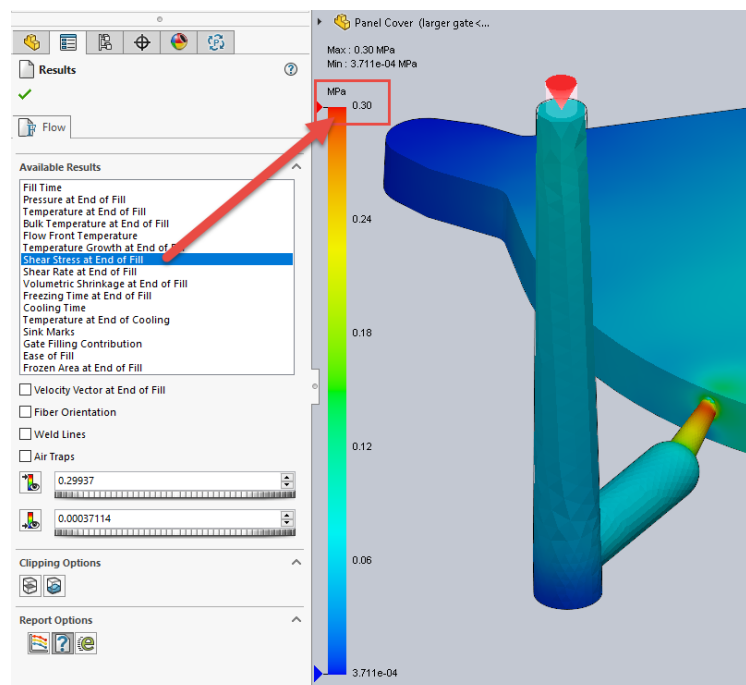 Panel Cover (larger gate<...
Results
Flow
Available Results
Fill Time
Pressure at End of Fill
Temperature at End of Fill
Bulk Temperature at End of Fill
Flow Front Temperature
Temperature Growth at End of Fill
Shear Stress at End of Fill
Shear Rate at End of Fill
Volumetric Shrinkage at End of Fill
Freezing Time at End of Fill
Cooling Time
Temperature at End of Cooling
Sink Marks
Gate Filling Contribution
Ease of Fill
Frozen Area at End of Fill
Velocity Vector at End of Fill
Fiber Orientation
Weld Lines
Air Traps
0.29937
0.00037114
Clipping Options
Report Options
Max : 0.30 MPa
Min : 3.711e-04 MPa
MPa
0.30
0.24
0.18
0.12
0.06
3.711e-04